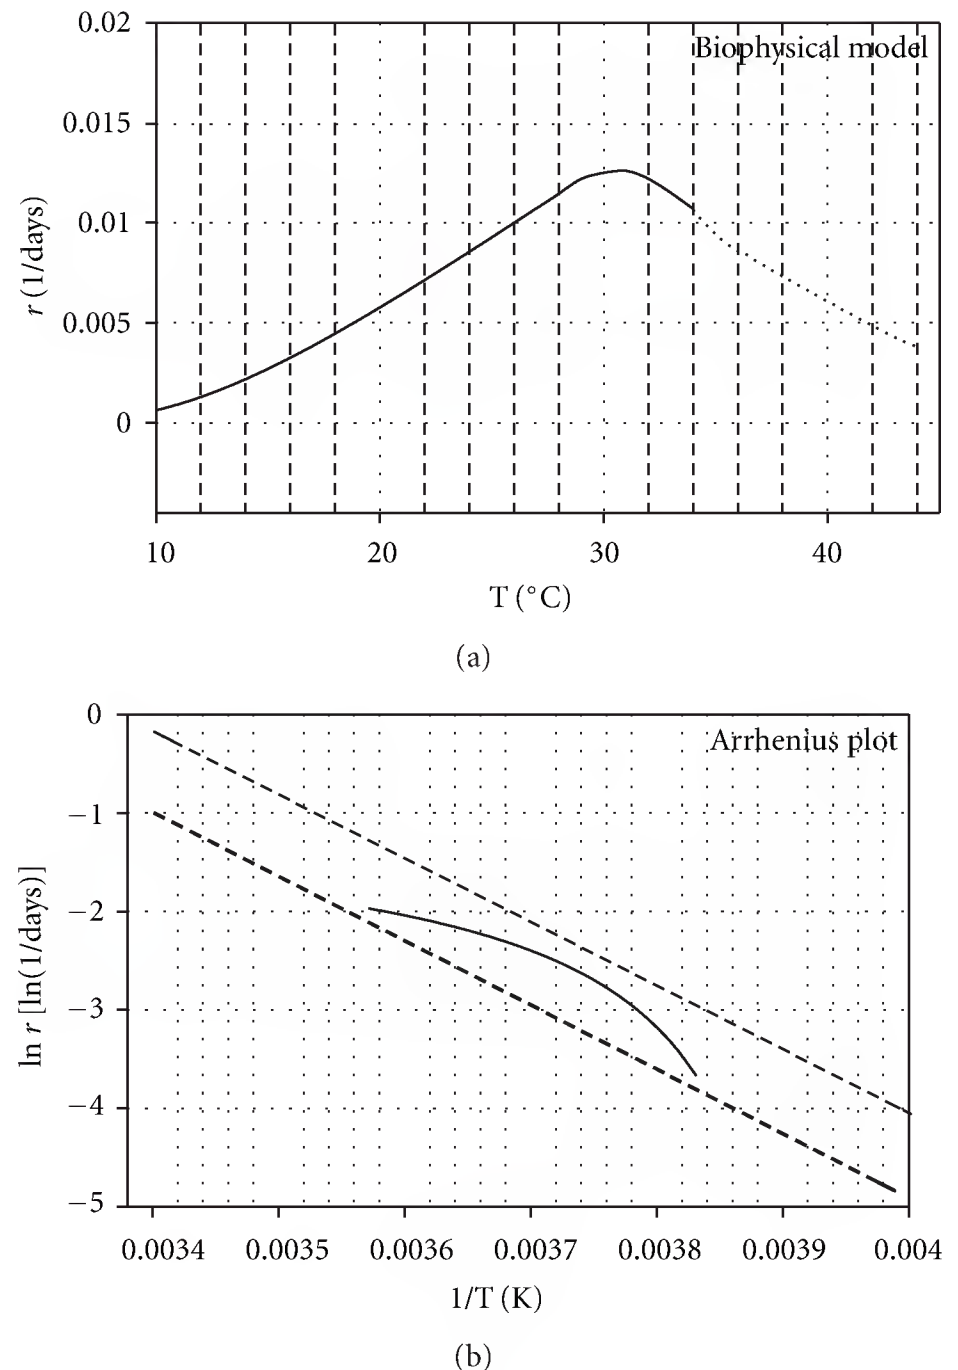 0.02
Biophysical model
0.015
0.01
0.005
0
r (1/days)
10 20 30 40
T (°C)
(a)
0
Arrhenius plot
−1
−2
−3
−4
−5
ln r [ln(1/days)]
0.0034 0.0035 0.0036 0.0037 0.0038 0.0039 0.004
1/T (K)
(b)